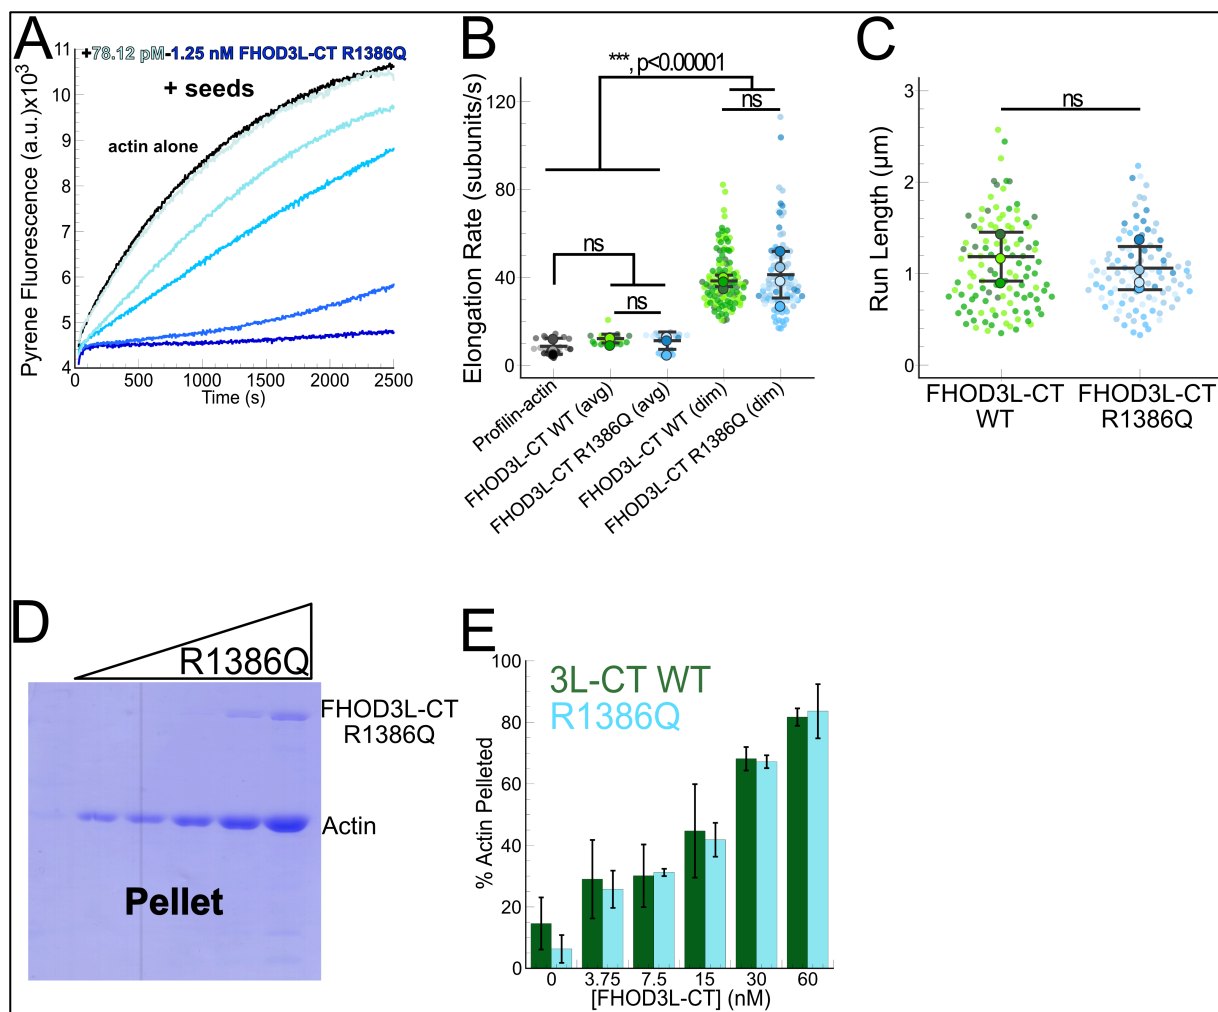 A
+78.12 pM-1.25 nM FHOD3L-CT R1386Q
+ seeds
actin alone
Pyrene Fluorescence (a.u.)x10³
11
10
9
8
7
6
5
4
0
500
1000
1500
2000
2500
Time (s)
B
***, p<0.00001
ns
ns
ns
Elongation Rate (subunits/s)
120
80
40
0
Profilin-actin
FHOD3L-CT WT (avg)
FHOD3L-CT R1386Q (avg)
FHOD3L-CT WT (dim)
FHOD3L-CT R1386Q (dim)
C
ns
Run Length (μm)
3
2
1
0
FHOD3L-CT
WT
FHOD3L-CT
R1386Q
D
R1386Q
FHOD3L-CT
R1386Q
Actin
Pellet
E
3L-CT WT
R1386Q
% Actin Pelleted
100
80
60
40
20
0
0
3.75
7.5
15
30
60
[FHOD3L-CT] (nM)